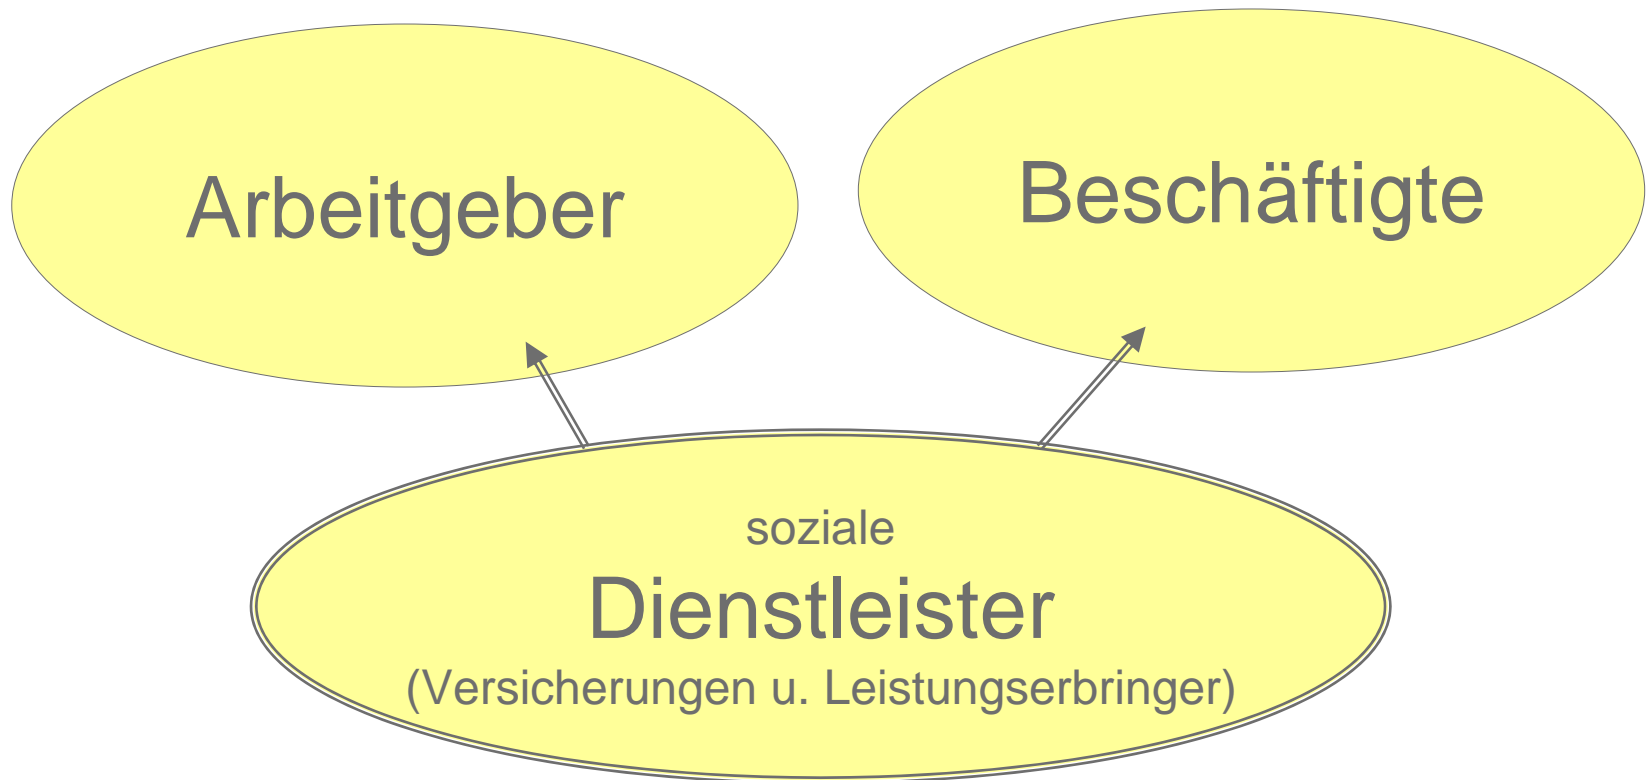 Arbeitgeber
Beschäftigte
soziale
Dienstleister
(Versicherungen u. Leistungserbringer)